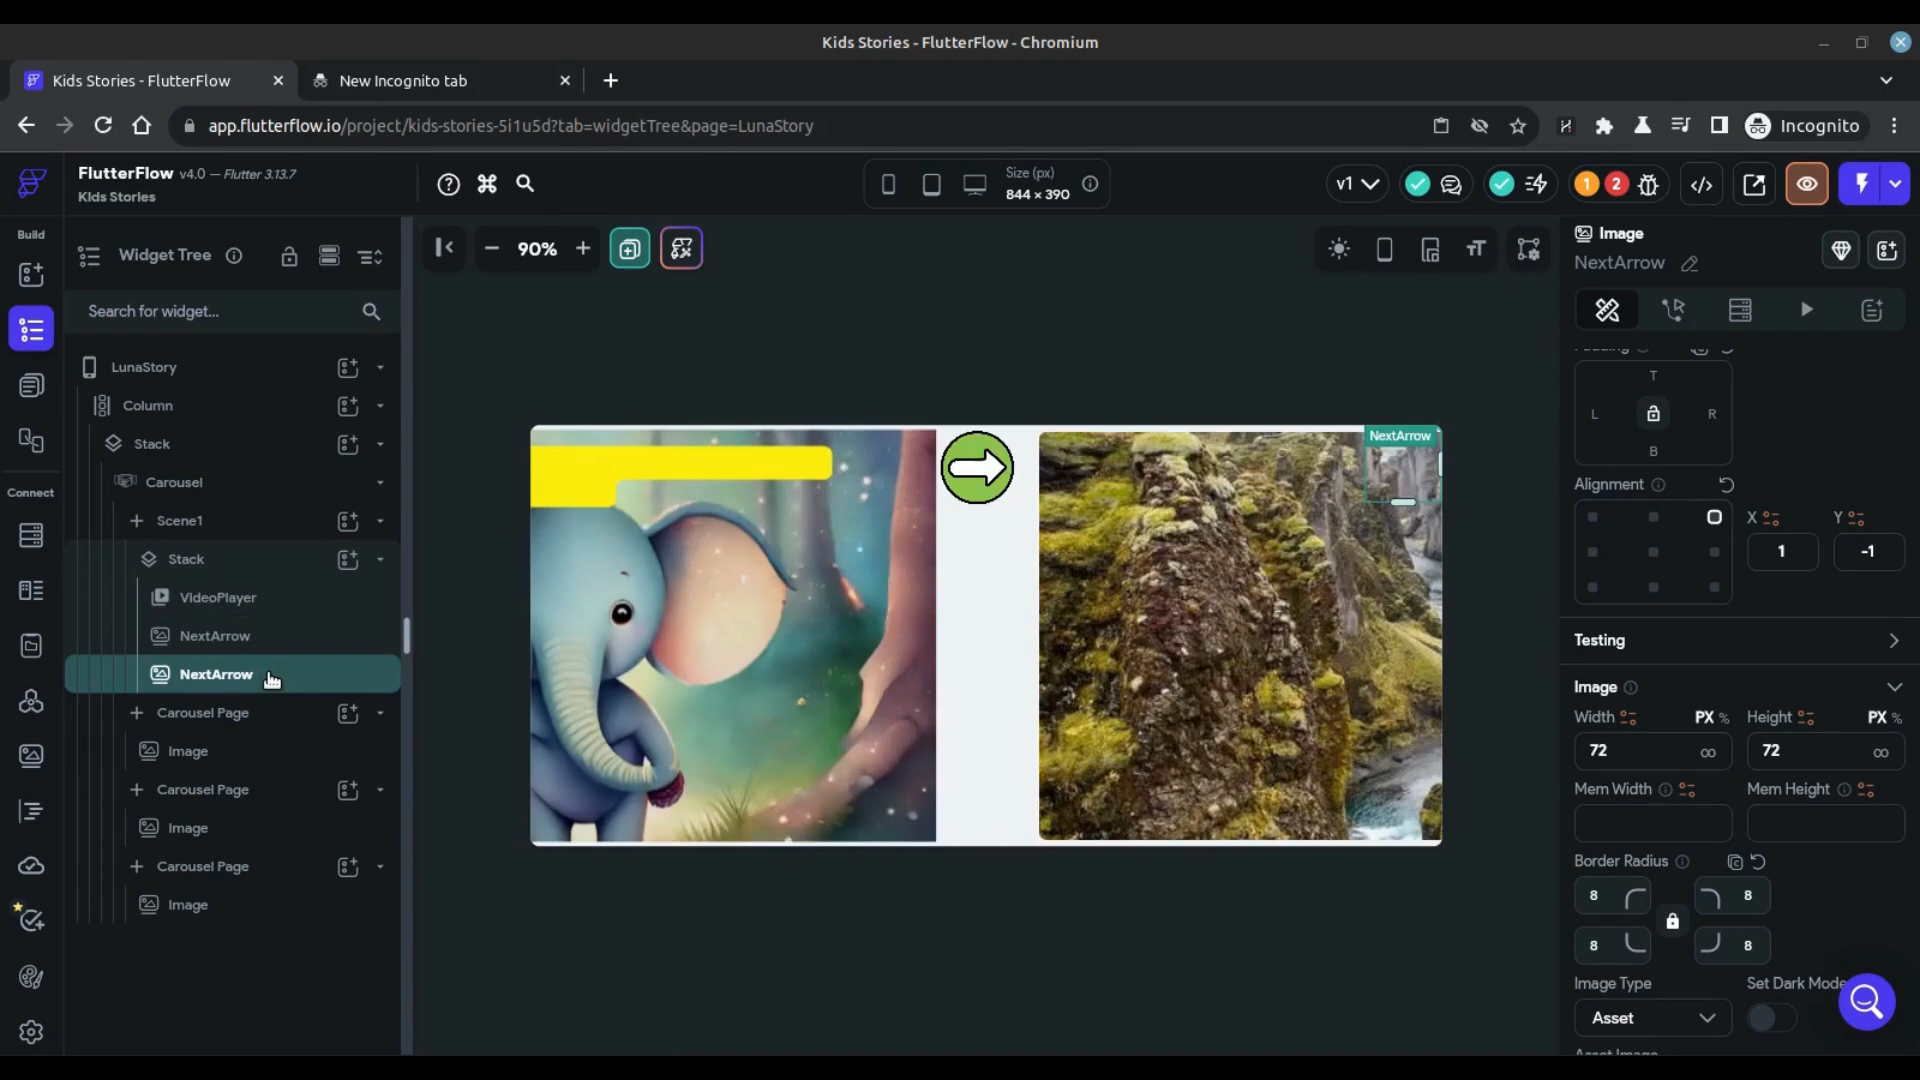 Kids Stories - FlutterFlow - Chromium
Kids Stories - FlutterFlow
New Incognito tab
app.flutterflow.io/project/kids-stories-5i1u5d?tab=widgetTree&page=LunaStory
Incognito
FlutterFlow v4.0 - Flutter 3.13.7
Kids Stories
Size (px)
844 × 390
v1
1
2
Build
Widget Tree
90%
Image
NextArrow
Search for widget...
LunaStory
Column
Stack
Carousel
Connect
Scene1
Stack
VideoPlayer
NextArrow
NextArrow
Carousel Page
Image
Carousel Page
Image
Carousel Page
Image
NextArrow
T
L
R
B
Alignment
X
Y
1
-1
Testing
Image
Width
PX %
Height
PX %
72
72
Mem Width
Mem Height
Border Radius
8
8
8
8
Image Type
Set Dark Mode
Asset